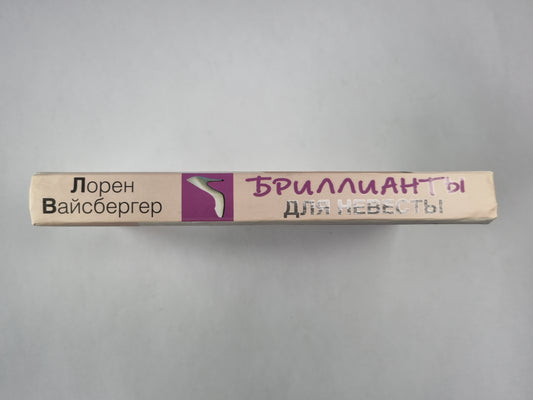 Лорен
Вайсбергер
БРИЛЛИАНТЫ
ДЛЯ НЕВЕСТЫ